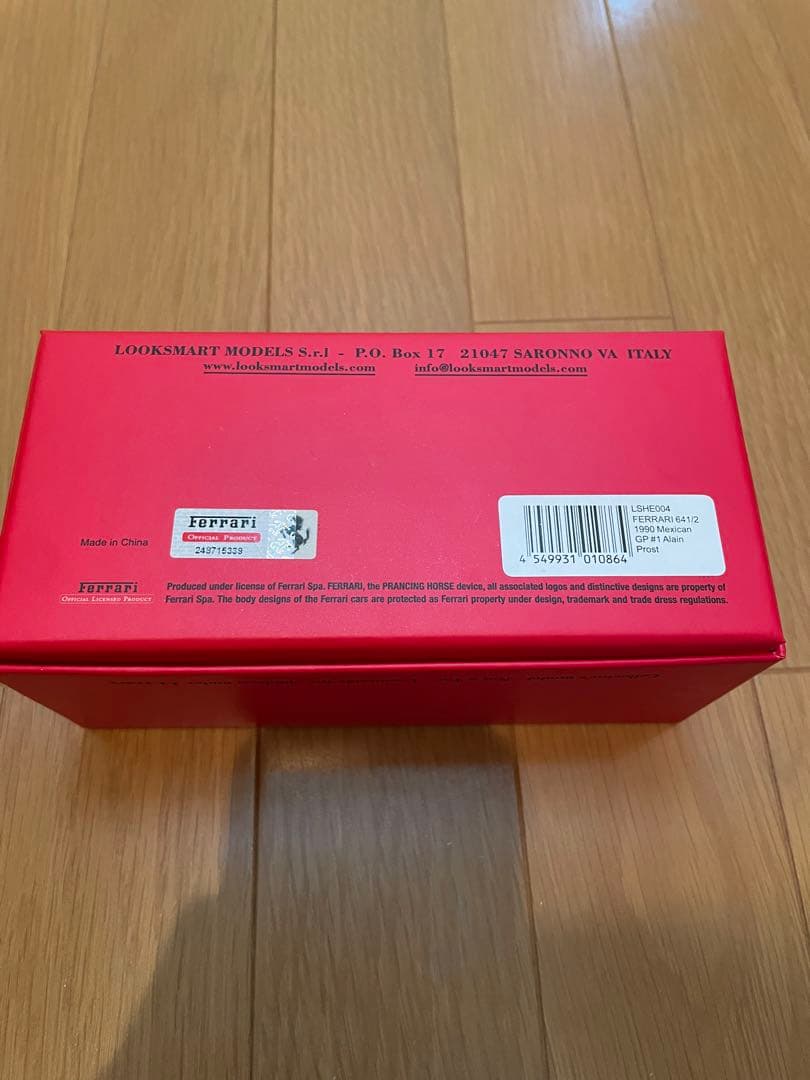 LOOKSMART MODELS S.r.l - P.O. Box 17 21047 SARONNO VA ITALY
www.looksmartmodels.com info@looksmartmodels.com
Made in China
Ferrari
OFFICIAL PRODUCT
248715339
LSHE004
FERRARI 641/2
1990 Mexican
GP #1 Alain
Prost
4 549931 010864
Ferrari
OFFICIAL LICENSED PRODUCT
Produced under license of Ferrari Spa. FERRARI, the PRANCING HORSE device, all associated logos and distinctive designs are property of
Ferrari Spa. The body designs of the Ferrari cars are protected as Ferrari property under design, trademark and trade dress regulations.